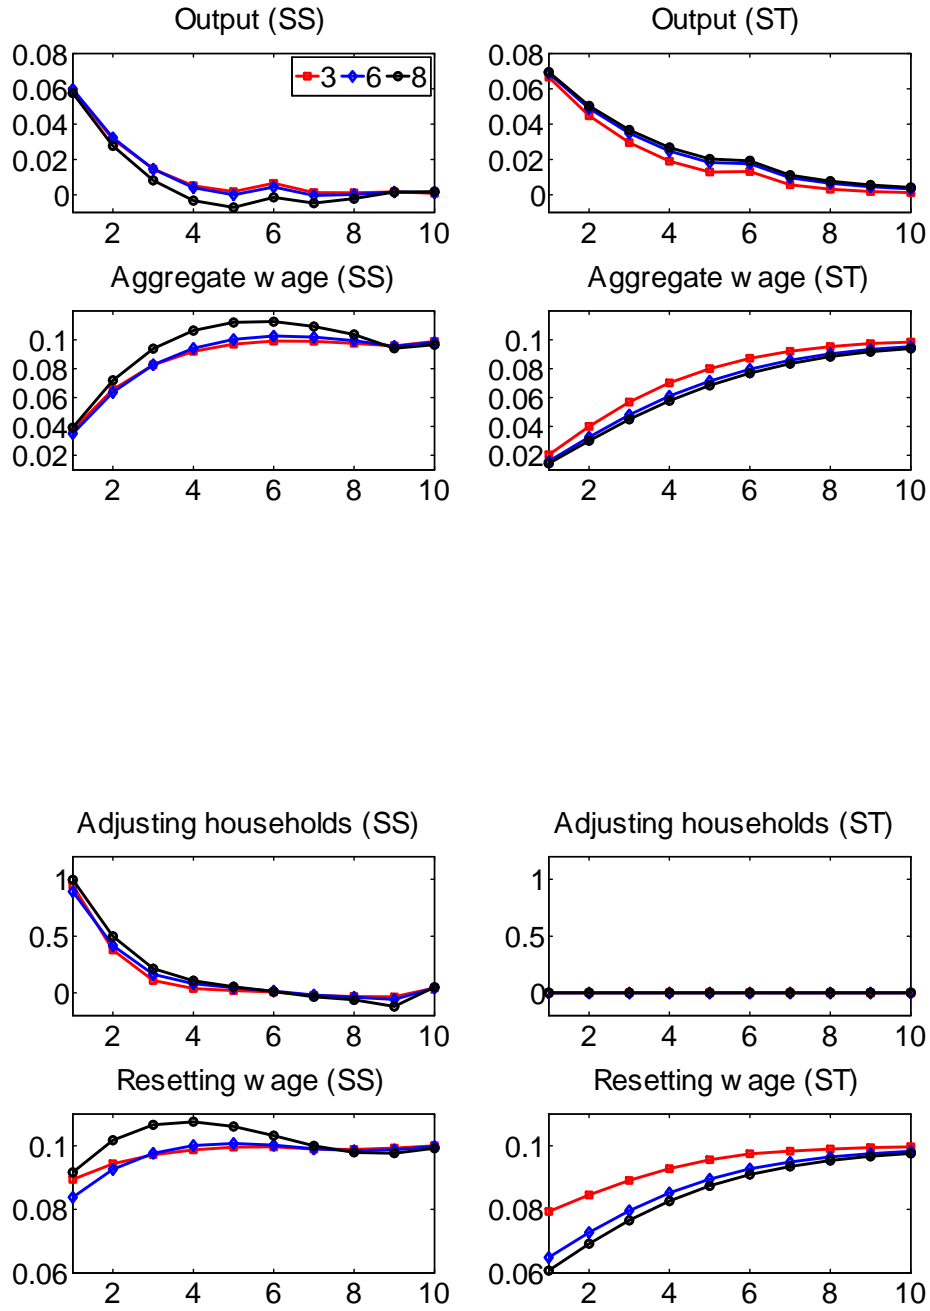 Output (SS)
Output (ST)
0.08
0.06
0.04
0.02
0
3 6 8
2 4 6 8 10
0.08
0.06
0.04
0.02
0
2 4 6 8 10
Aggregate wage (SS)
Aggregate wage (ST)
0.1
0.08
0.06
0.04
0.02
2 4 6 8 10
0.1
0.08
0.06
0.04
0.02
2 4 6 8 10
Adjusting households (SS)
Adjusting households (ST)
1
0.5
0
2 4 6 8 10
1
0.5
0
2 4 6 8 10
Resetting wage (SS)
Resetting wage (ST)
0.1
0.08
0.06
2 4 6 8 10
0.1
0.08
0.06
2 4 6 8 10